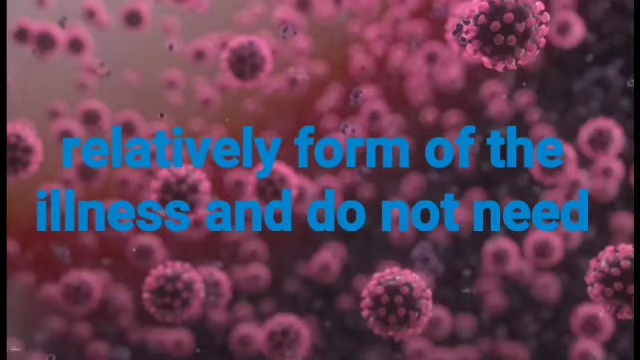 relatively form of the
illness and do not need